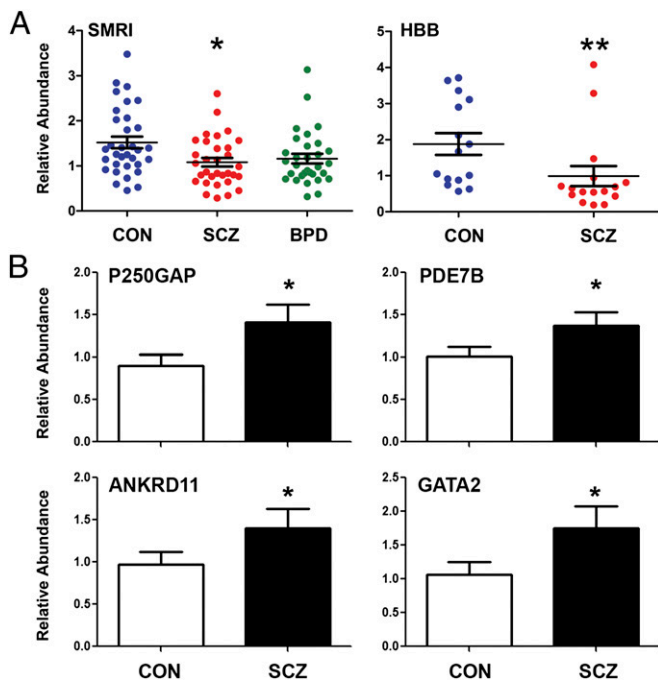 A
SMRI
*
Relative Abundance
4
3
2
1
0
CON SCZ BPD
HBB
**
5
4
3
2
1
0
CON SCZ
B
P250GAP
*
Relative Abundance
2.0
1.5
1.0
0.5
0.0
PDE7B
*
2.0
1.5
1.0
0.5
0.0
ANKRD11
*
Relative Abundance
2.0
1.5
1.0
0.5
0.0
CON SCZ
GATA2
*
2.5
2.0
1.5
1.0
0.5
0.0
CON SCZ